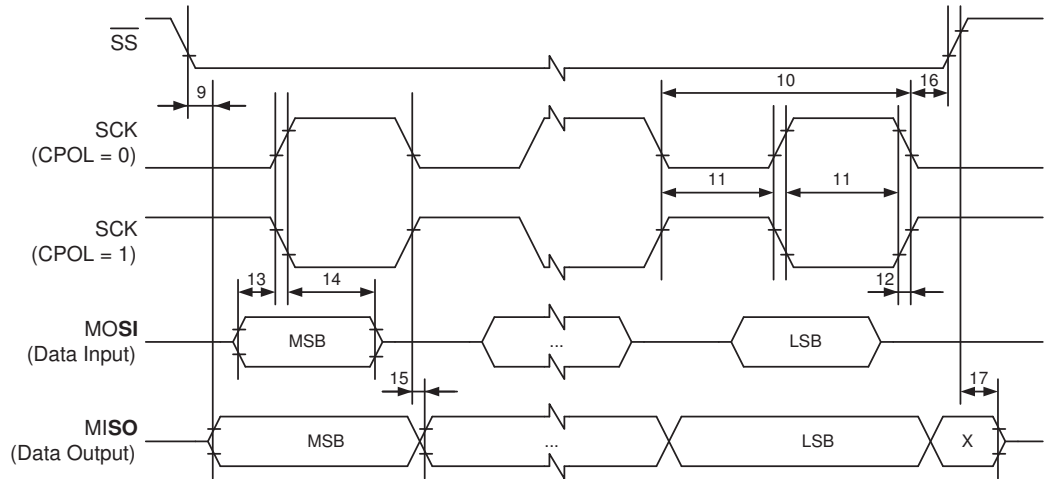 SS
10
16
9
SCK
(CPOL = 0)
11
11
SCK
(CPOL = 1)
13
14
12
MOSI
(Data Input)
MSB
...
LSB
15
17
MISO
(Data Output)
MSB
...
LSB
X